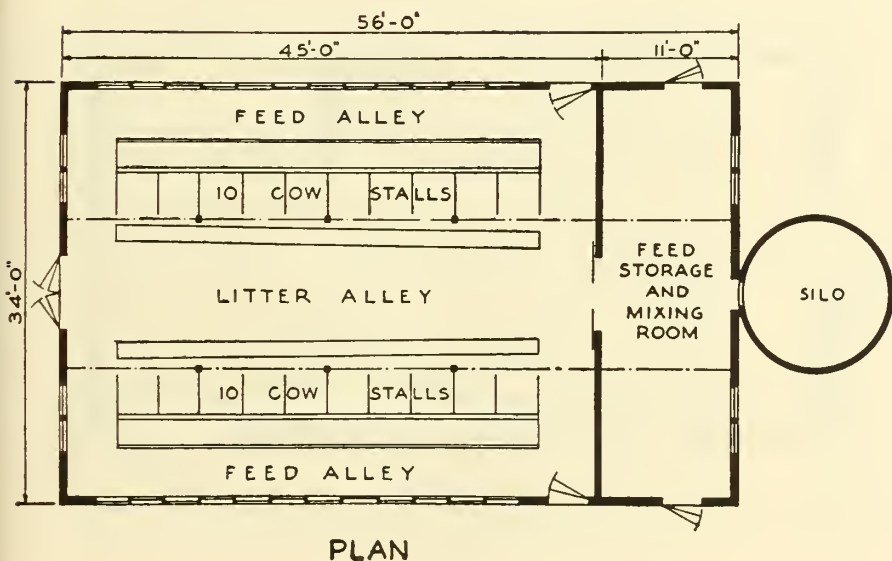 56'-0"
45'-0" 11'-0"
FEED ALLEY
10 COW STALLS
34'-0"
LITTER ALLEY
FEED
STORAGE
AND
MIXING
ROOM
SILO
10 COW STALLS
FEED ALLEY
PLAN